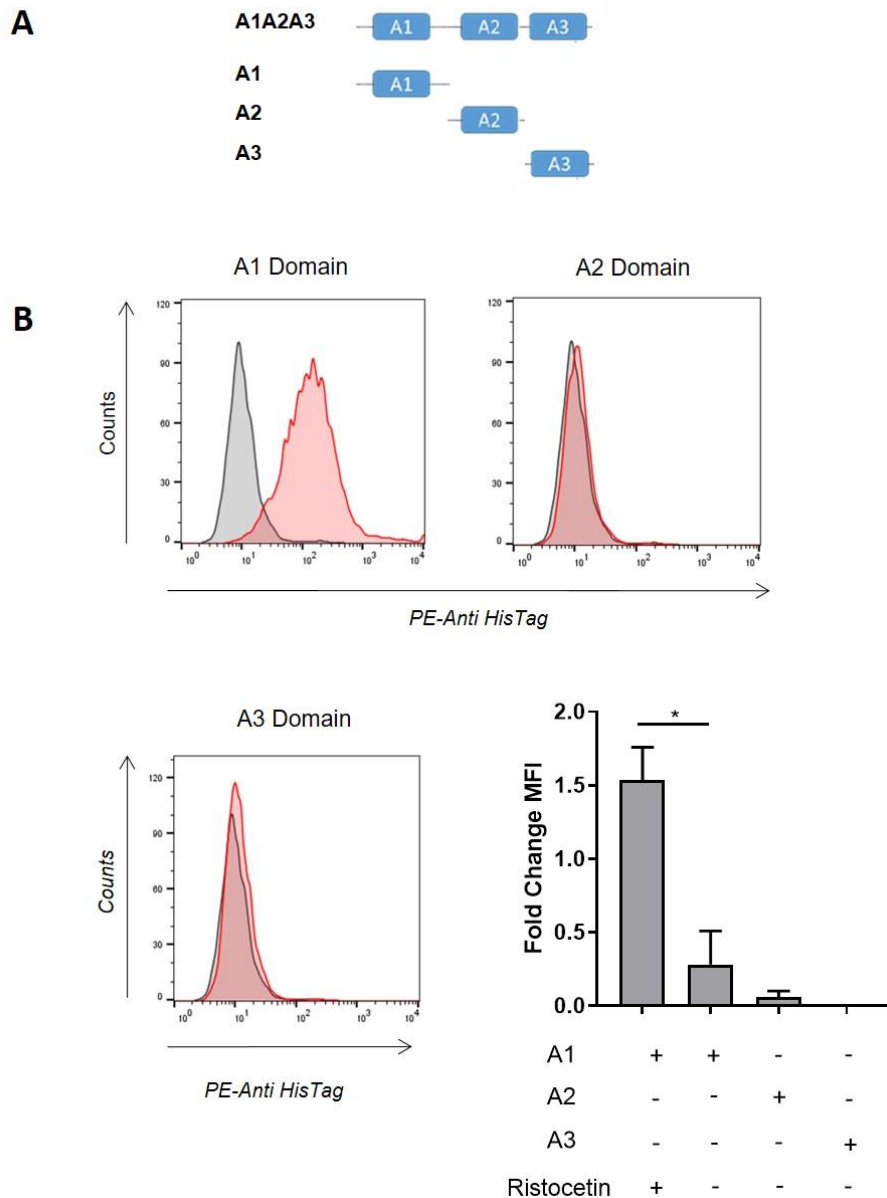 A
A1A2A3
A1 A2 A3
A1
A1
A2
A2
A3
A3
B
A1 Domain
A2 Domain
Counts
120
90
60
30
0
10⁰ 10¹ 10² 10³ 10⁴
120
90
60
30
0
10⁰ 10¹ 10² 10³ 10⁴
PE-Anti HisTag
A3 Domain
Counts
120
90
60
30
0
10⁰ 10¹ 10² 10³ 10⁴
PE-Anti HisTag
Fold Change MFI
2.0
1.5
1.0
0.5
0.0
*
A1 + + - -
A2 - - + -
A3 - - - +
Ristocetin + - - -